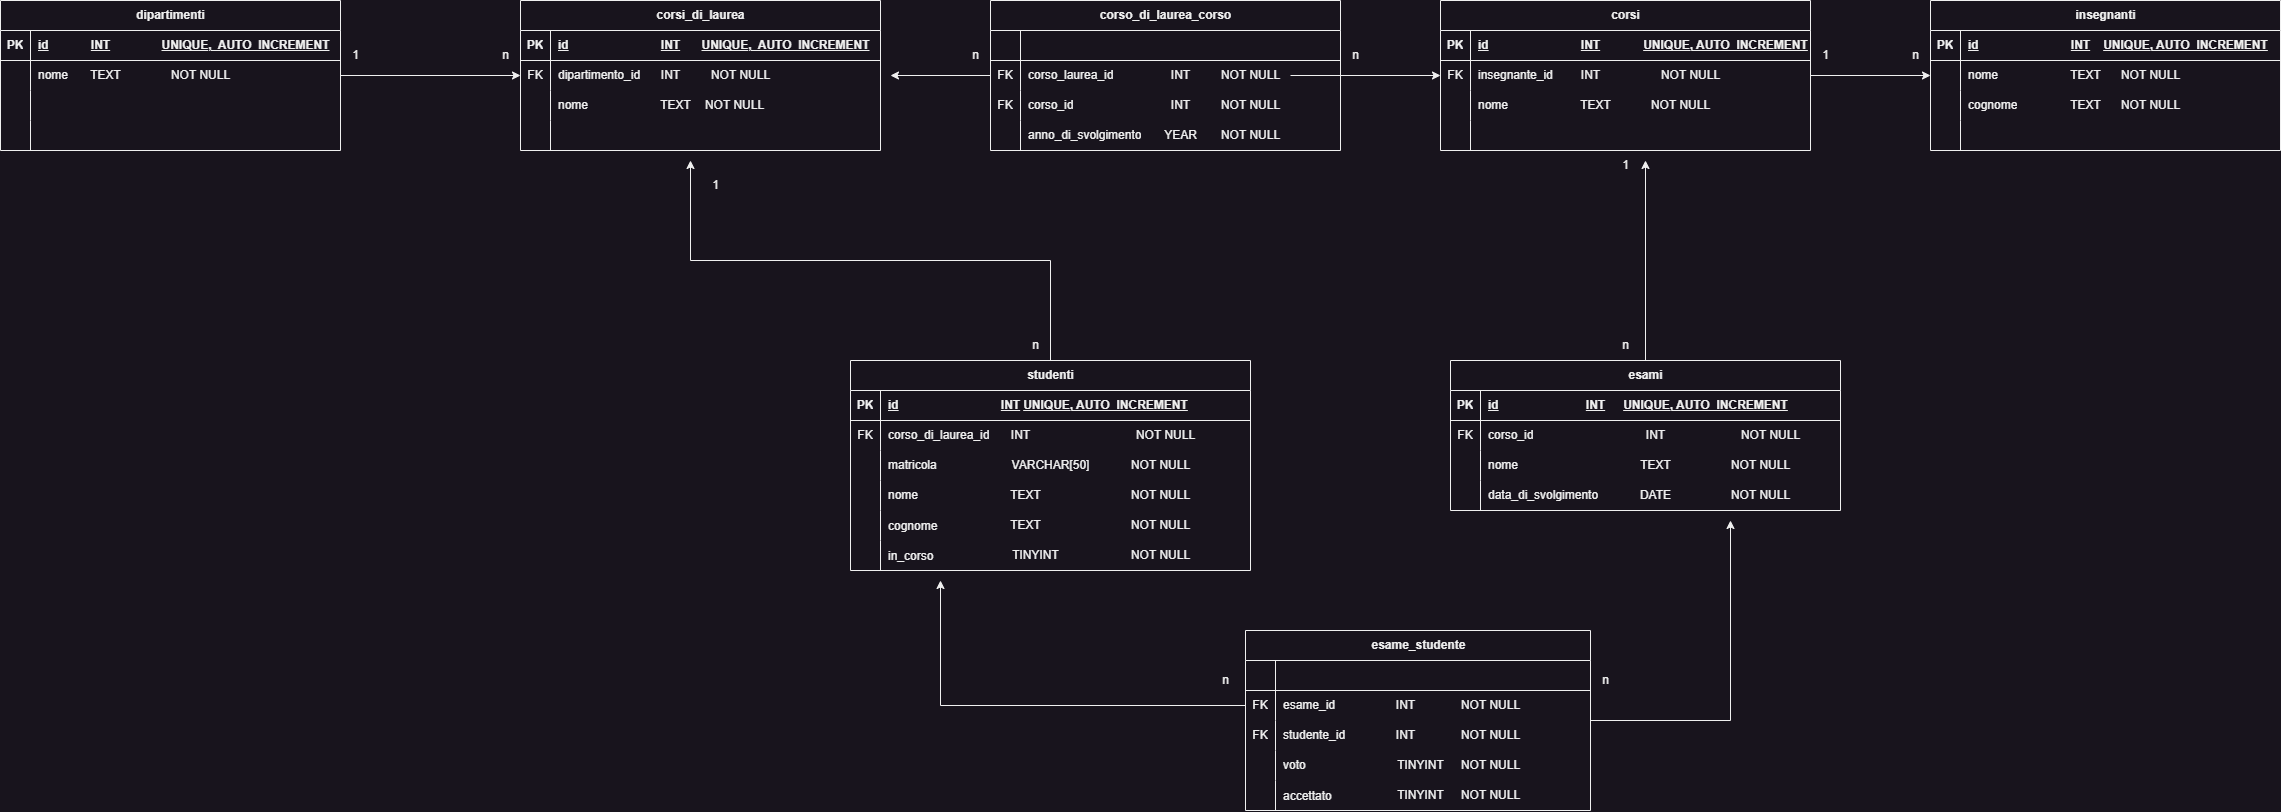 dipartimenti
PK id INT UNIQUE, AUTO_INCREMENT
nome TEXT NOT NULL
1
n
corsi_di_laurea
PK id INT UNIQUE, AUTO_INCREMENT
FK dipartimento_id INT NOT NULL
nome TEXT NOT NULL
n
corso_di_laurea_corso
FK corso_laurea_id INT NOT NULL
FK corso_id INT NOT NULL
anno_di_svolgimento YEAR NOT NULL
n
corsi
PK id INT UNIQUE, AUTO_INCREMENT
FK insegnante_id INT NOT NULL
nome TEXT NOT NULL
1
n
insegnanti
PK id INT UNIQUE, AUTO_INCREMENT
nome TEXT NOT NULL
cognome TEXT NOT NULL
1
n
studenti
PK id INT UNIQUE, AUTO_INCREMENT
FK corso_di_laurea_id INT NOT NULL
matricola VARCHAR[50] NOT NULL
nome TEXT NOT NULL
cognome TEXT NOT NULL
in_corso TINYINT NOT NULL
1
n
esami
PK id INT UNIQUE, AUTO_INCREMENT
FK corso_id INT NOT NULL
nome TEXT NOT NULL
data_di_svolgimento DATE NOT NULL
n
esame_studente
n
FK esame_id INT NOT NULL
FK studente_id INT NOT NULL
voto TINYINT NOT NULL
accettato TINYINT NOT NULL